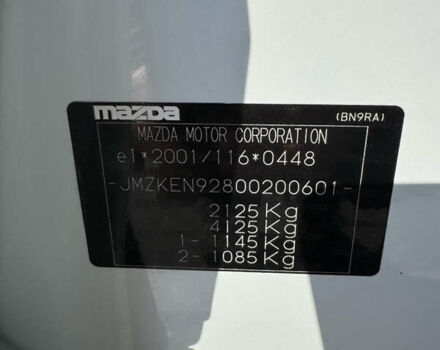 mazda (BN9RA)
MAZDA MOTOR CORPORATION
e1*2001/116*0448
-JMZKEN92800200601-
2125Kg
4125Kg
1-1145Kg
2-1085Kg